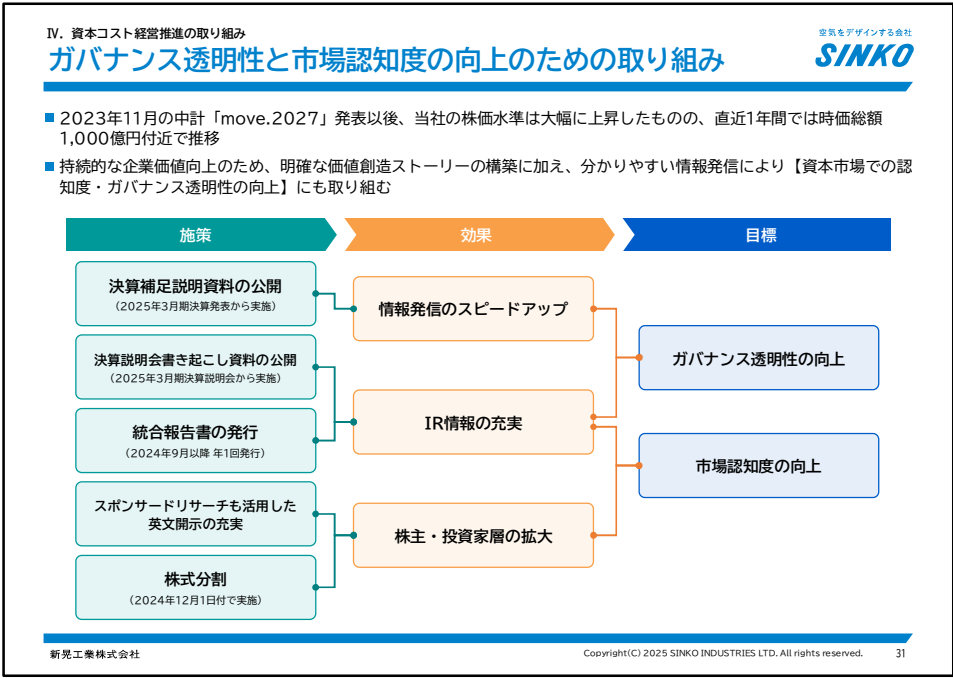 Ⅳ．資本コスト経営推進の取り組み
ガバナンス透明性と市場認知度の向上のための取り組み
空気をデザインする会社
SINKO
2023年11月の中計「move.2027」発表以後、当社の株価水準は大幅に上昇したものの、直近1年間では時価総額
1,000億円付近で推移
持続的な企業価値向上のため、明確な価値創造ストーリーの構築に加え、分かりやすい情報発信により【資本市場での認
知度・ガバナンス透明性の向上】にも取り組む
施策
効果
目標
決算補足説明資料の公開
（2025年3月期決算発表から実施）
決算説明会書き起こし資料の公開
（2025年3月期決算説明会から実施）
統合報告書の発行
（2024年9月以降 年1回発行）
スポンサードリサーチも活用した
英文開示の充実
株式分割
（2024年12月1日付で実施）
情報発信のスピードアップ
IR情報の充実
株主・投資家層の拡大
ガバナンス透明性の向上
市場認知度の向上
新晃工業株式会社
Copyright(C) 2025 SINKO INDUSTRIES LTD. All rights reserved.
31